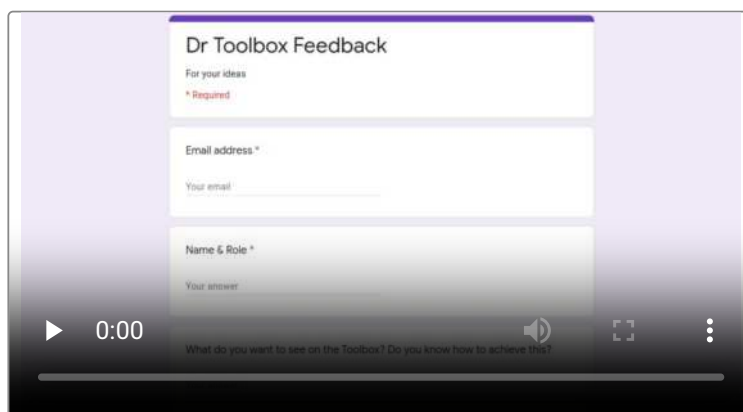 Dr Toolbox Feedback
For your ideas
* Required
Email address *
Your email
Name & Role *
Your answer
What do you want to see on the Toolbox? Do you know how to achieve this?
0:00